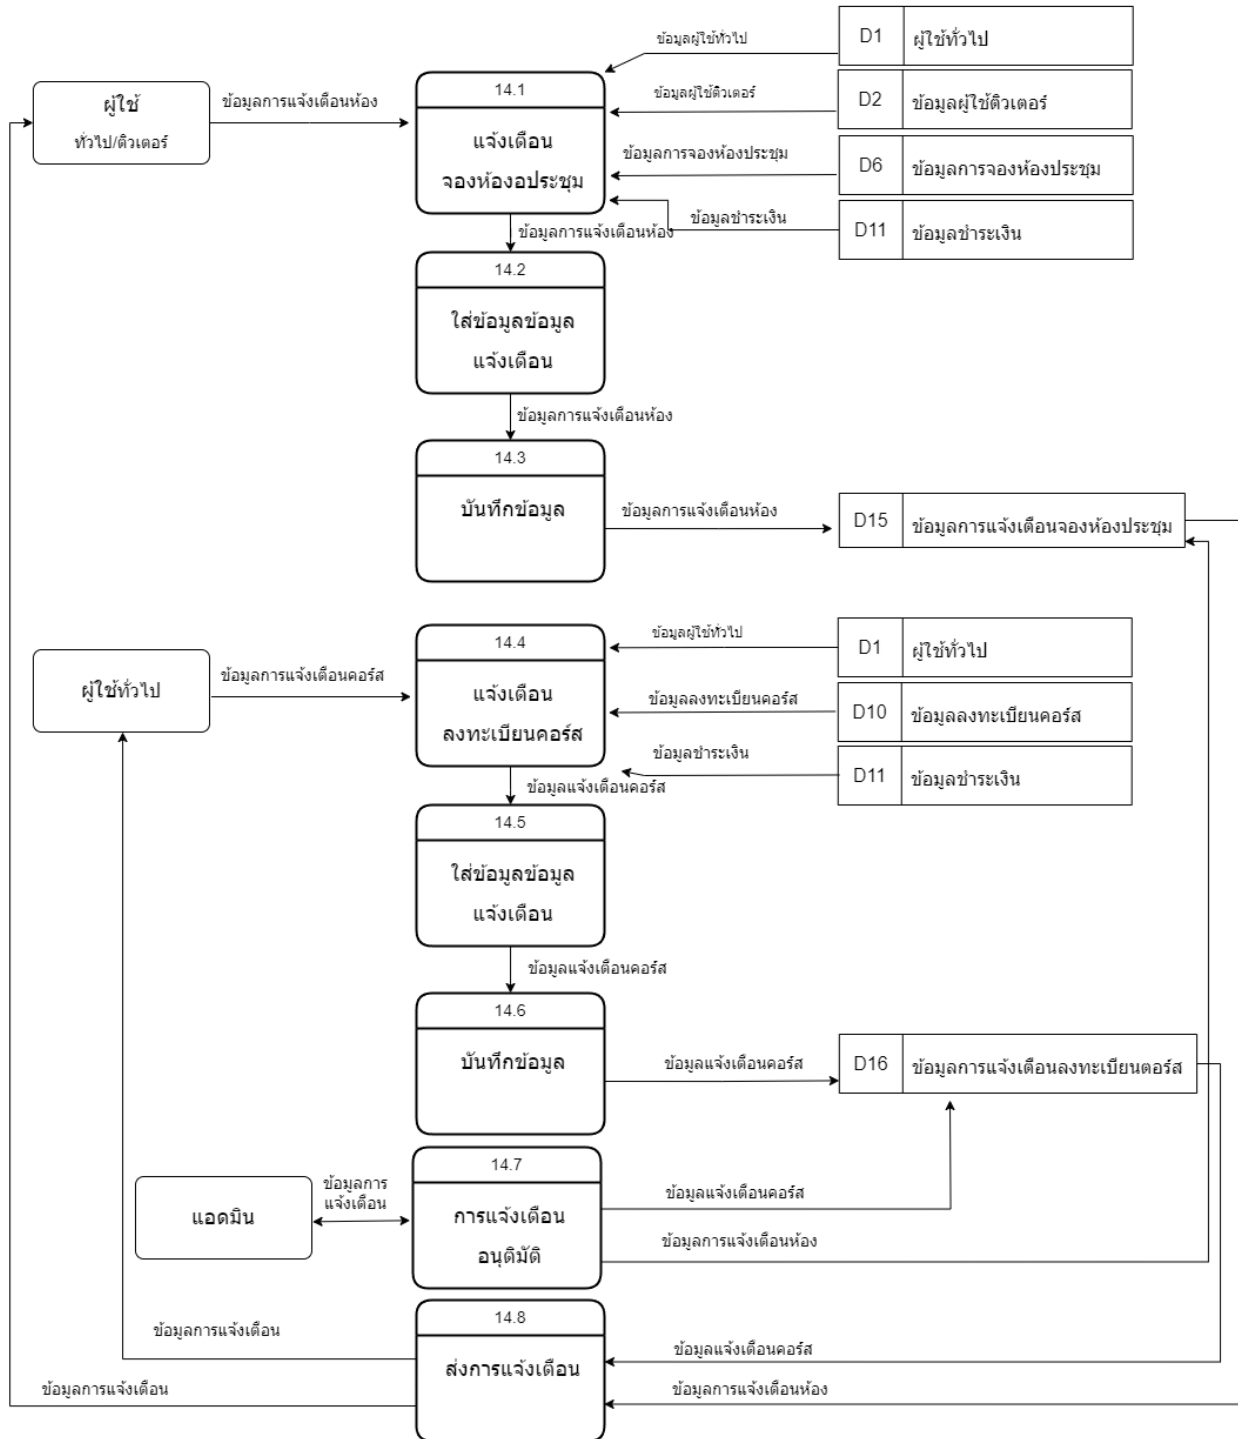 ข้อมูลผู้ใช้ทั่วไป
D1
ผู้ใช้ทั่วไป
ผู้ใช้
ทั่วไป/ติวเตอร์
ข้อมูลการแจ้งเตือนห้อง
14.1
แจ้งเตือน
จองห้องอประชุม
ข้อมูลผู้ใช้ติวเตอร์
D2
ข้อมูลผู้ใช้ติวเตอร์
ข้อมูลการจองห้องประชุม
D6
ข้อมูลการจองห้องประชุม
ข้อมูลชำระเงิน
D11
ข้อมูลชำระเงิน
ข้อมูลการแจ้งเตือนห้อง
14.2
ใส่ข้อมูลข้อมูล
แจ้งเตือน
ข้อมูลการแจ้งเตือนห้อง
14.3
บันทึกข้อมูล
ข้อมูลการแจ้งเตือนห้อง
D15
ข้อมูลการแจ้งเตือนจองห้องประชุม
ผู้ใช้ทั่วไป
ข้อมูลการแจ้งเตือนคอร์ส
14.4
แจ้งเตือน
ลงทะเบียนคอร์ส
ข้อมูลผู้ใช้ทั่วไป
D1
ผู้ใช้ทั่วไป
ข้อมูลลงทะเบียนคอร์ส
D10
ข้อมูลลงทะเบียนคอร์ส
ข้อมูลชำระเงิน
D11
ข้อมูลชำระเงิน
ข้อมูลแจ้งเตือนคอร์ส
14.5
ใส่ข้อมูลข้อมูล
แจ้งเตือน
ข้อมูลแจ้งเตือนคอร์ส
14.6
บันทึกข้อมูล
ข้อมูลแจ้งเตือนคอร์ส
D16
ข้อมูลการแจ้งเตือนลงทะเบียนตอร์ส
แอดมิน
ข้อมูลการ
แจ้งเตือน
14.7
การแจ้งเตือน
อนุติมัติ
ข้อมูลแจ้งเตือนคอร์ส
ข้อมูลการแจ้งเตือนห้อง
14.8
ส่งการแจ้งเตือน
ข้อมูลการแจ้งเตือน
ข้อมูลแจ้งเตือนคอร์ส
ข้อมูลการแจ้งเตือน
ข้อมูลการแจ้งเตือนห้อง